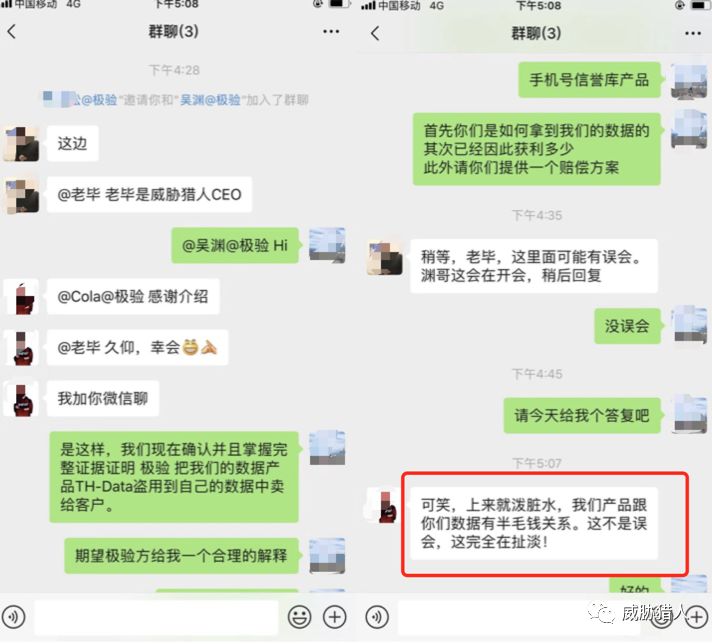 中国移动 4G
下午5:08
群聊(3)
下午4:28
@极验"邀请你和"吴渊@极验"加入了群聊
这边
@老毕 老毕是威胁猎人CEO
@吴渊@极验 Hi
@Cola@极验 感谢介绍
@老毕 久仰，幸会
我加你微信聊
是这样，我们现在确认并且掌握完
整证据证明 极验 把我们的数据产
品TH-Data盗用到自己的数据中卖
给客户。
期望极验方给我一个合理的解释
中国移动 4G
下午5:08
群聊(3)
手机号信誉库产品
首先你们是如何拿到我们的数据的
其次已经因此获利多少
此外请你们提供一个赔偿方案
下午4:35
稍等，老毕，这里面可能有误会。
渊哥这会在开会，稍后回复
没误会
下午4:45
请今天给我个答复吧
下午5:07
可笑，上来就泼脏水，我们产品跟
你们数据有半毛钱关系。这不是误
会，这完全在扯淡！
好的
威胁猎人